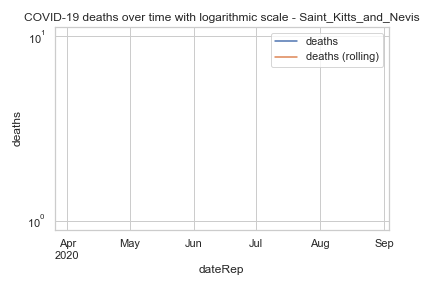 COVID-19 deaths over time with logarithmic scale - Saint_Kitts_and_Nevis
10¹
deaths
deaths (rolling)
deaths
10⁰
Apr May Jun Jul Aug Sep
2020
dateRep